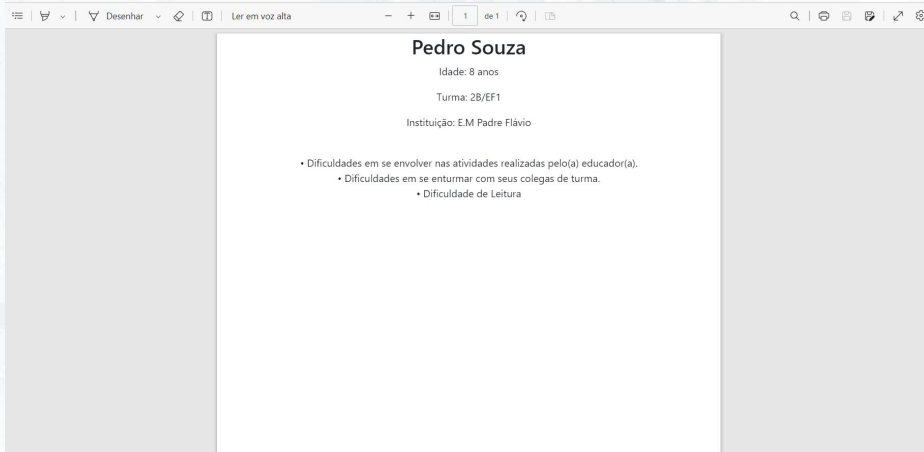 Desenhar
Ler em voz alta
1
de 1
Pedro Souza
Idade: 8 anos
Turma: 2B/EF1
Instituição: E.M Padre Flávio
• Dificuldades em se envolver nas atividades realizadas pelo(a) educador(a).
• Dificuldades em se enturmar com seus colegas de turma.
• Dificuldade de Leitura